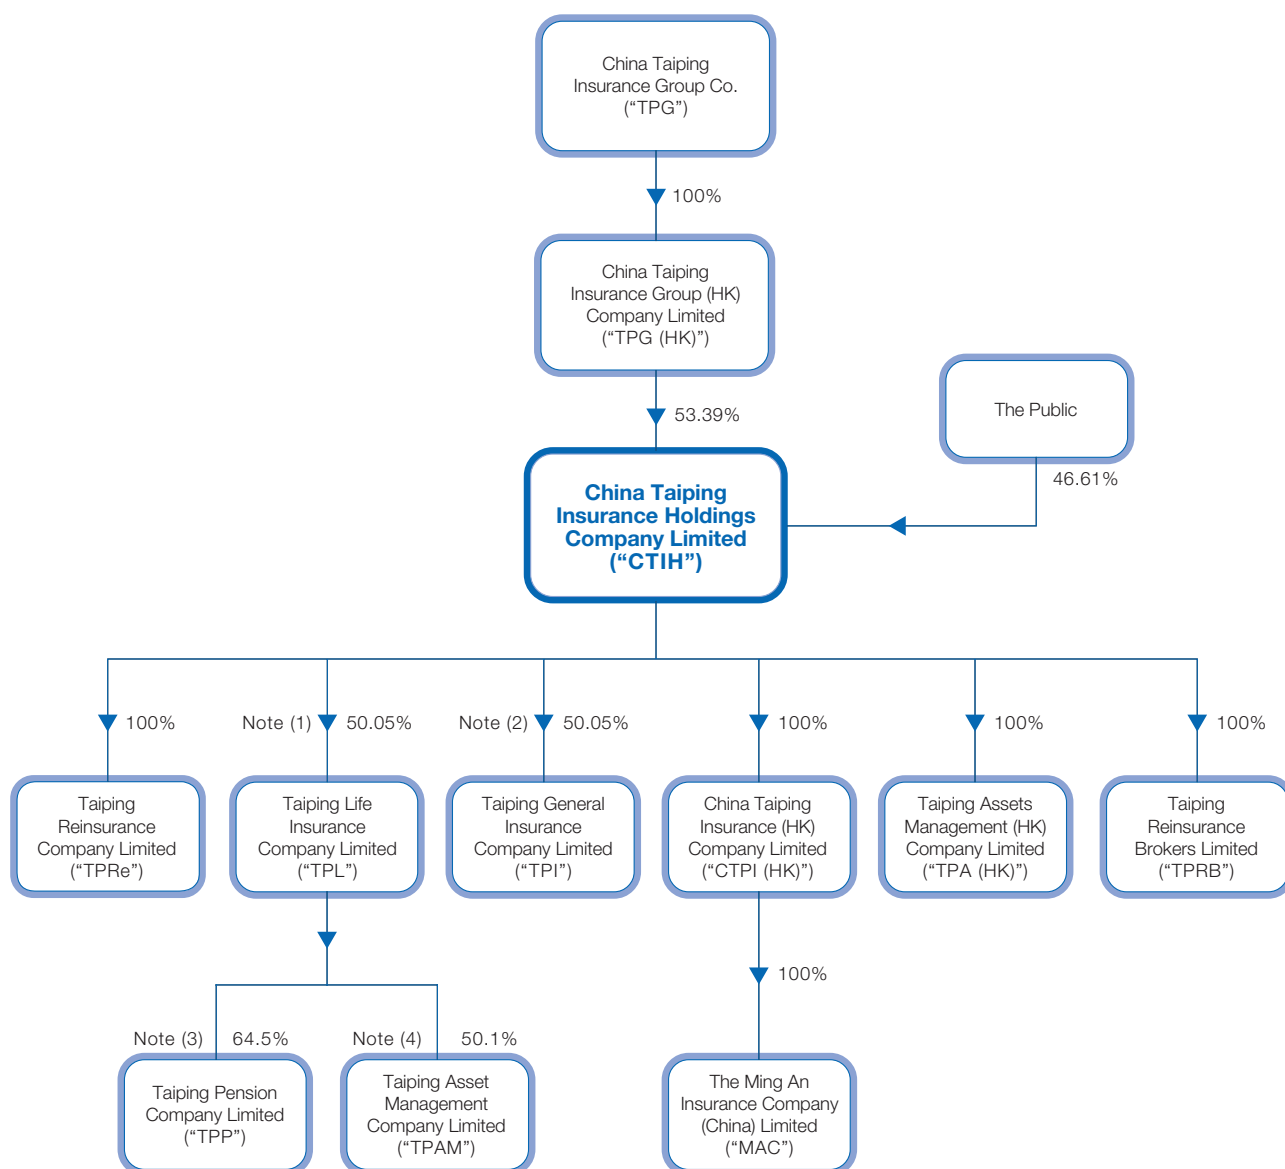 China Taiping
Insurance Group Co.
(“TPG”)
100%
China Taiping
Insurance Group (HK)
Company Limited
(“TPG (HK)”)
53.39%
The Public
46.61%
China Taiping
Insurance Holdings
Company Limited
(“CTIH”)
100%
Note (1) 50.05%
Note (2) 50.05%
100%
100%
100%
Taiping
Reinsurance
Company Limited
(“TPRe”)
Taiping Life
Insurance
Company Limited
(“TPL”)
Taiping General
Insurance
Company Limited
(“TPI”)
China Taiping
Insurance (HK)
Company Limited
(“CTPI (HK)”)
Taiping Assets
Management (HK)
Company Limited
(“TPA (HK)”)
Taiping
Reinsurance
Brokers Limited
(“TPRB”)
100%
Note (3) 64.5%
Note (4) 50.1%
Taiping Pension
Company Limited
(“TPP”)
Taiping Asset
Management
Company Limited
(“TPAM”)
The Ming An
Insurance Company
(China) Limited
(“MAC”)